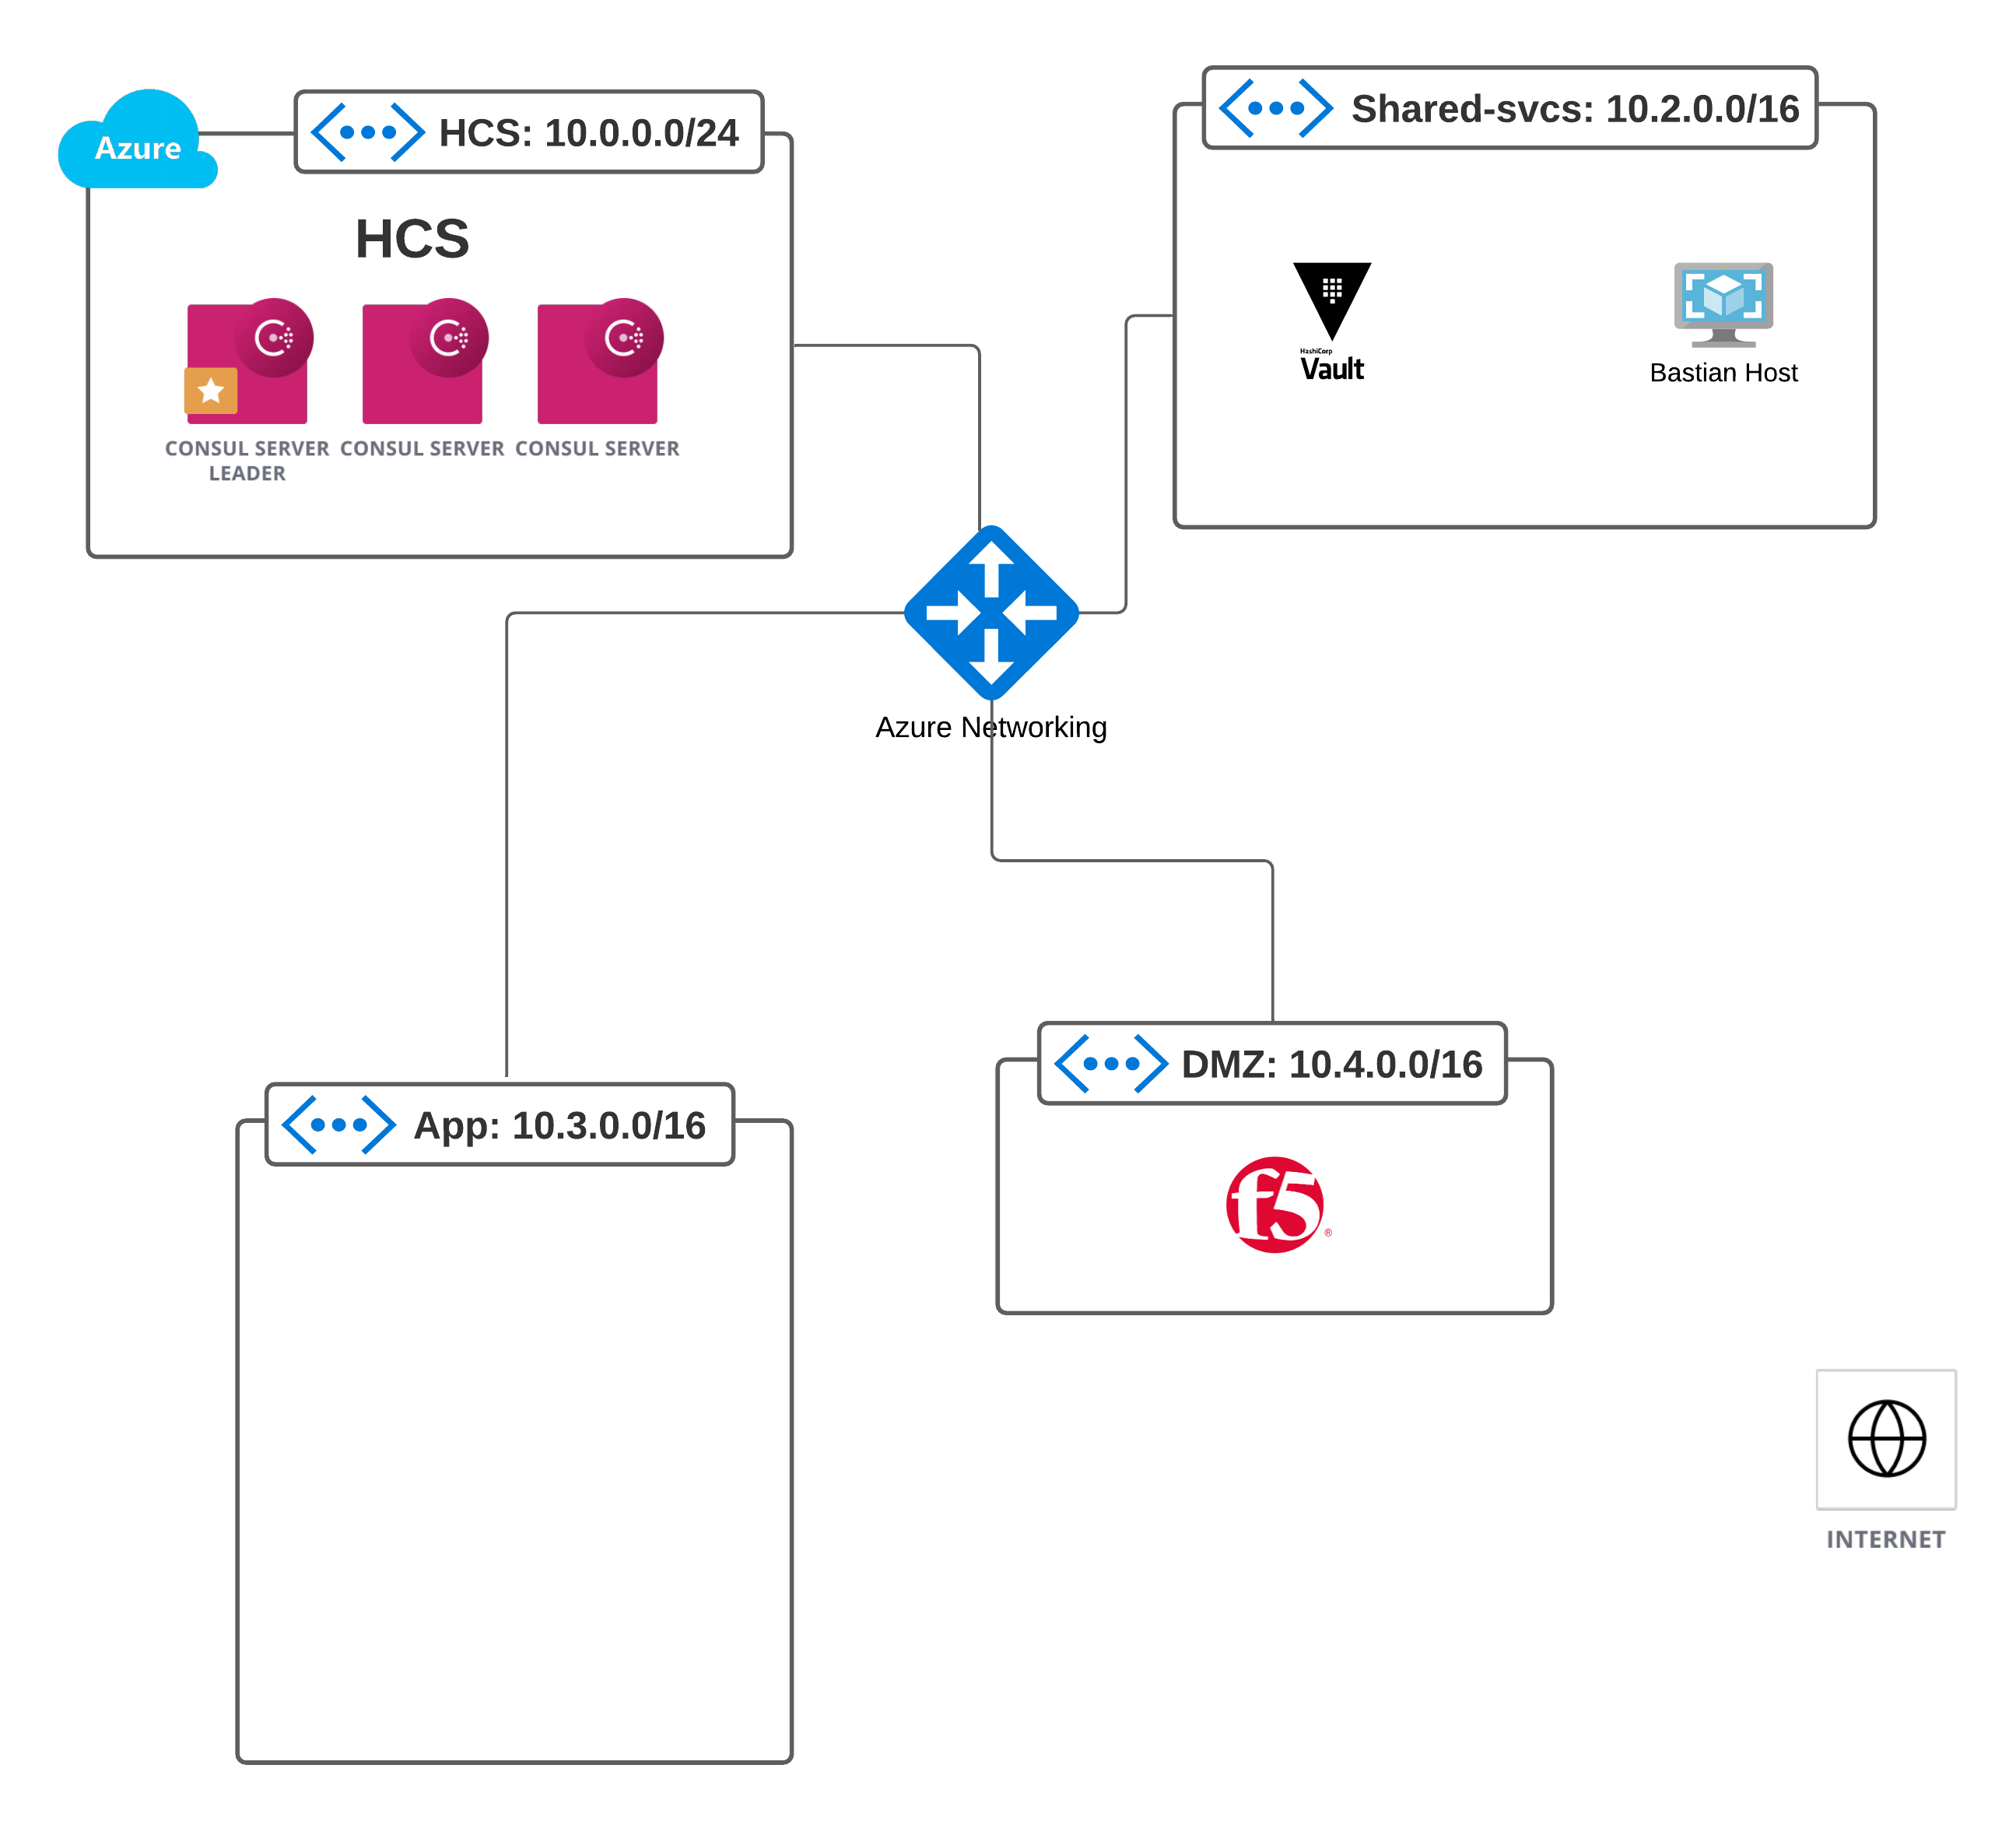 Azure
HCS: 10.0.0.0/24
HCS
CONSUL SERVER
LEADER
CONSUL SERVER
CONSUL SERVER
Shared-svcs: 10.2.0.0/16
HashiCorp
Vault
Bastian Host
Azure Networking
App: 10.3.0.0/16
DMZ: 10.4.0.0/16
f5®
INTERNET